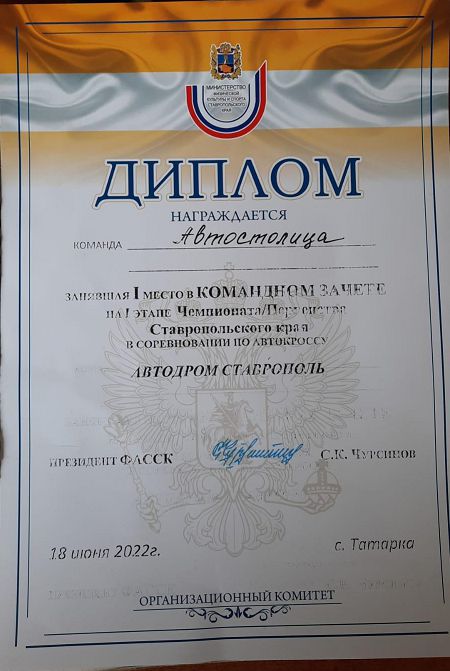 МИНИСТЕРСТВО
ФИЗИЧЕСКОЙ
КУЛЬТУРЫ И СПОРТА
СТАВРОПОЛЬСКОГО
КРАЯ
ДИПЛОМ
НАГРАЖДАЕТСЯ
КОМАНДА Автостолица
ЗАНЯВШАЯ I МЕСТО В КОМАНДНОМ ЗАЧЕТЕ
НА I ЭТАПЕ Чемпионата/Первенства
Ставропольского края
В СОРЕВНОВАНИИ ПО АВТОКРОССУ
АВТОДРОМ СТАВРОПОЛЬ
ПРЕЗИДЕНТ ФАССК С.К. ЧУРСИНОВ
18 июня 2022г. с. Татарка
ОРГАНИЗАЦИОННЫЙ КОМИТЕТ